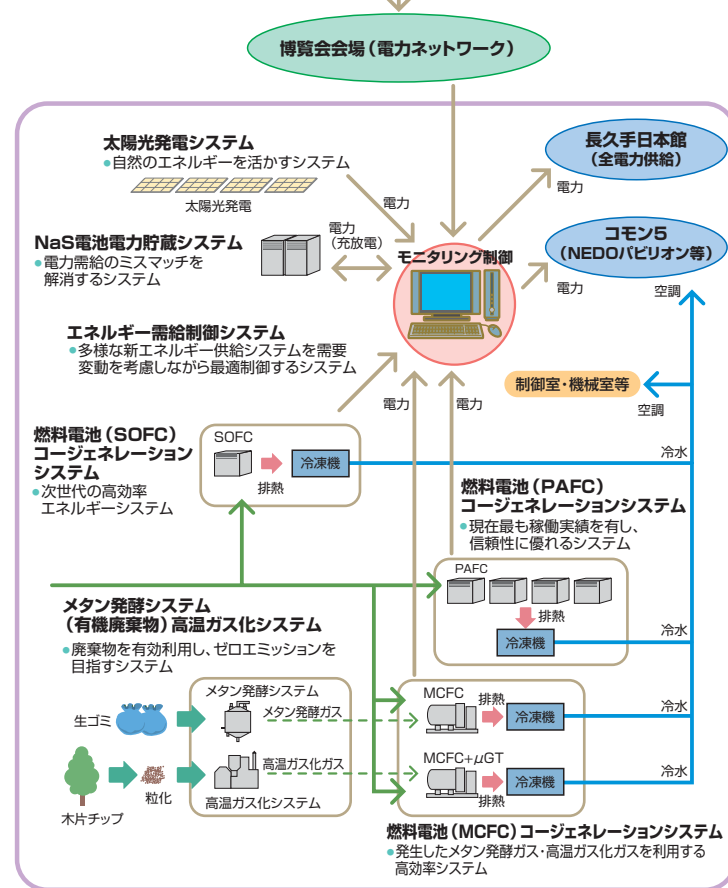 博覧会会場(電力ネットワーク)
太陽光発電システム
●自然のエネルギーを活かすシステム
太陽光発電
電力
長久手日本館
(全電力供給)
電力
NaS電池電力貯蔵システム
●電力需給のミスマッチを
解消するシステム
電力
(充放電)
モニタリング制御
コモン5
(NEDOパビリオン等)
電力
空調
エネルギー需給制御システム
●多様な新エネルギー供給システムを需要
変動を考慮しながら最適制御するシステム
制御室・機械室等
空調
電力
電力
燃料電池(SOFC)
コージェネレーション
システム
●次世代の高効率
エネルギーシステム
SOFC
排熱
冷凍機
冷水
燃料電池(PAFC)
コージェネレーションシステム
●現在最も稼働実績を有し、
信頼性に優れるシステム
PAFC
排熱
冷凍機
冷水
メタン発酵システム
(有機廃棄物)高温ガス化システム
●廃棄物を有効利用し、ゼロエミッションを
目指すシステム
生ゴミ
メタン発酵システム
メタン発酵ガス
MCFC
排熱
冷凍機
冷水
木片チップ
粒化
高温ガス化ガス
高温ガス化システム
MCFC+μGT
排熱
冷凍機
冷水
燃料電池(MCFC)コージェネレーションシステム
●発生したメタン発酵ガス・高温ガス化ガスを利用する
高効率システム